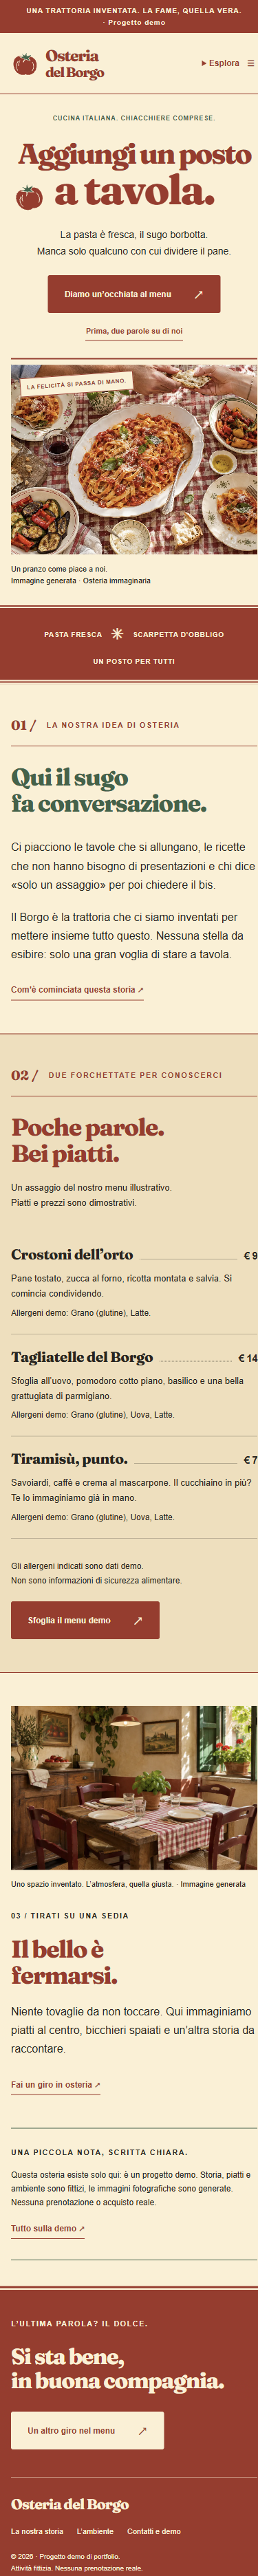 UNA TRATTORIA INVENTATA. LA FAME, QUELLA VERA.
· Progetto demo
Osteria
del Borgo
▶ Esplora ☰
CUCINA ITALIANA. CHIACCHIERE COMPRESE.
Aggiungi un posto
a tavola.
La pasta è fresca, il sugo borbotta.
Manca solo qualcuno con cui dividere il pane.
Diamo un'occhiata al menu ↗
Prima, due parole su di noi
LA FELICITÀ SI PASSA DI MANO.
Un pranzo come piace a noi.
Immagine generata · Osteria immaginaria
PASTA FRESCA ✳ SCARPETTA D'OBBLIGO
UN POSTO PER TUTTI
01 / LA NOSTRA IDEA DI OSTERIA
Qui il sugo
fa conversazione.
Ci piacciono le tavole che si allungano, le ricette
che non hanno bisogno di presentazioni e chi dice
«solo un assaggio» per poi chiedere il bis.
Il Borgo è la trattoria che ci siamo inventati per
mettere insieme tutto questo. Nessuna stella da
esibire: solo una gran voglia di stare a tavola.
Com'è cominciata questa storia ↗
02 / DUE FORCHETTATE PER CONOSCERCI
Poche parole.
Bei piatti.
Un assaggio del nostro menu illustrativo.
Piatti e prezzi sono dimostrativi.
Crostoni dell'orto € 9
Pane tostato, zucca al forno, ricotta montata e salvia. Si
comincia condividendo.
Allergeni demo: Grano (glutine), Latte.
Tagliatelle del Borgo € 14
Sfoglia all'uovo, pomodoro cotto piano, basilico e una bella
grattugiata di parmigiano.
Allergeni demo: Grano (glutine), Uova, Latte.
Tiramisù, punto. € 7
Savoiardi, caffè e crema al mascarpone. Il cucchiaino in più?
Te lo immaginiamo già in mano.
Allergeni demo: Grano (glutine), Uova, Latte.
Gli allergeni indicati sono dati demo.
Non sono informazioni di sicurezza alimentare.
Sfoglia il menu demo ↗
Uno spazio inventato. L'atmosfera, quella giusta. · Immagine generata
03 / TIRATI SU UNA SEDIA
Il bello è
fermarsi.
Niente tovaglie da non toccare. Qui immaginiamo
piatti al centro, bicchieri spaiati e un'altra storia da
raccontare.
Fai un giro in osteria ↗
UNA PICCOLA NOTA, SCRITTA CHIARA.
Questa osteria esiste solo qui: è un progetto demo. Storia, piatti e
ambiente sono fittizi, le immagini fotografiche sono generate.
Nessuna prenotazione o acquisto reale.
Tutto sulla demo ↗
L'ULTIMA PAROLA? IL DOLCE.
Si sta bene,
in buona compagnia.
Un altro giro nel menu ↗
Osteria del Borgo
La nostra storia L'ambiente Contatti e demo
© 2026 · Progetto demo di portfolio.
Attività fittizia. Nessuna prenotazione reale.